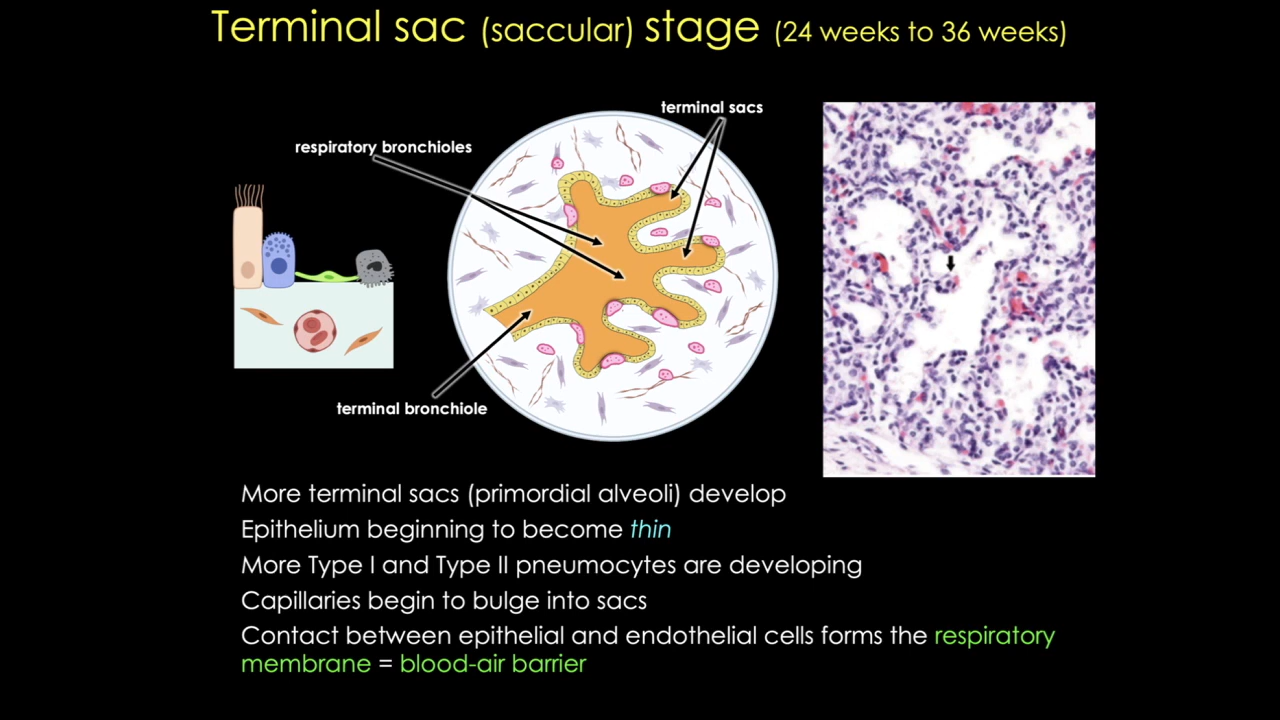 Terminal sac (saccular) stage (24 weeks to 36 weeks)
terminal sacs
respiratory bronchioles
terminal bronchiole
More terminal sacs (primordial alveoli) develop
Epithelium beginning to become thin
More Type I and Type II pneumocytes are developing
Capillaries begin to bulge into sacs
Contact between epithelial and endothelial cells forms the respiratory
membrane = blood-air barrier